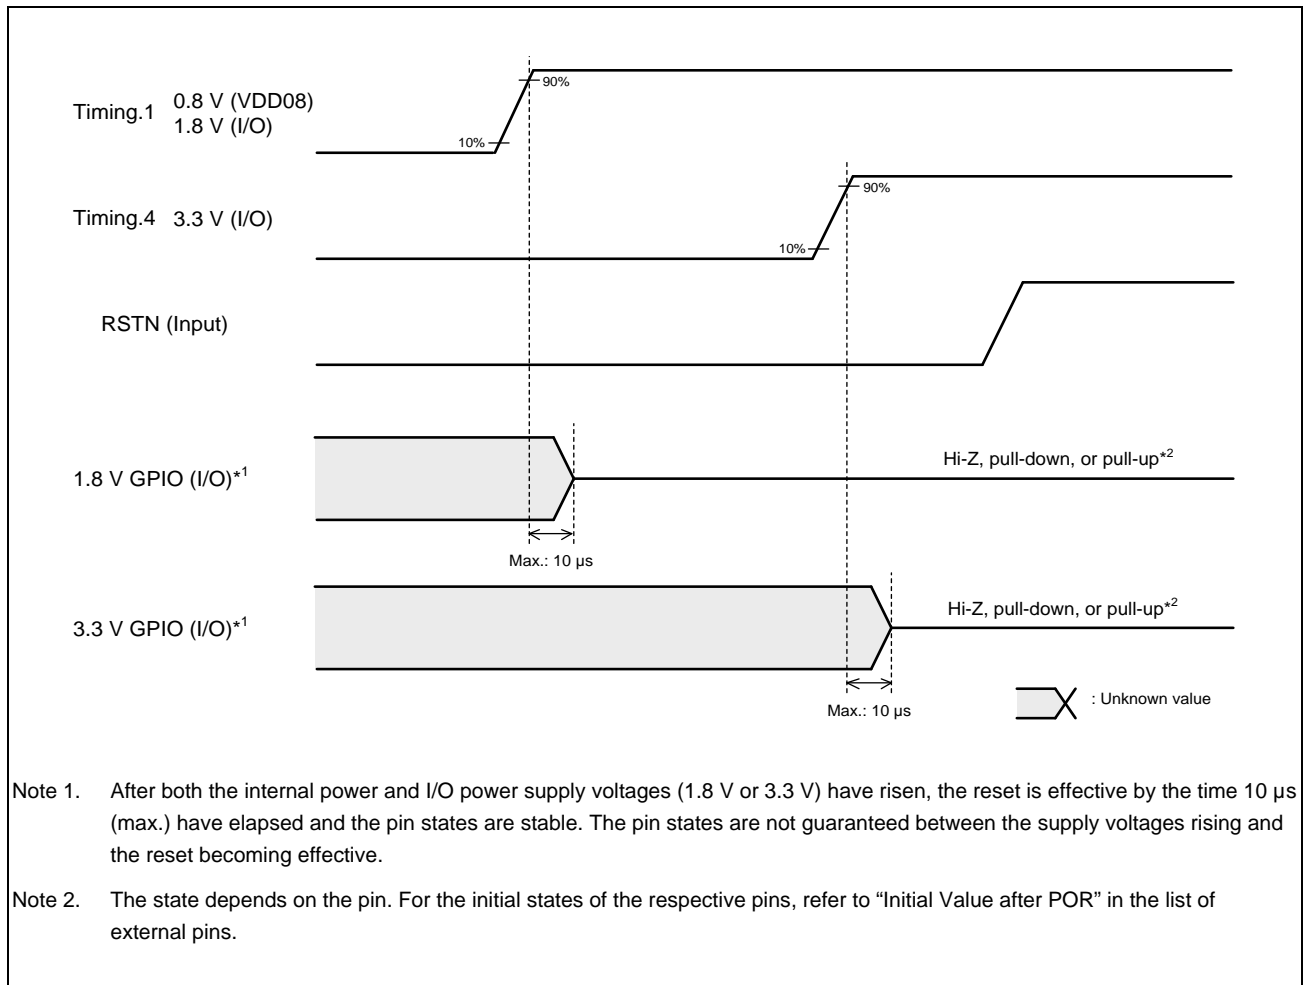 90%
Timing.1 0.8 V (VDD08)
1.8 V (I/O)
10%
90%
Timing.4 3.3 V (I/O)
10%
RSTN (Input)
Hi-Z, pull-down, or pull-up*2
1.8 V GPIO (I/O)*1
Max.: 10 µs
Hi-Z, pull-down, or pull-up*2
3.3 V GPIO (I/O)*1
Max.: 10 µs
: Unknown value
Note 1. After both the internal power and I/O power supply voltages (1.8 V or 3.3 V) have risen, the reset is effective by the time 10 µs
(max.) have elapsed and the pin states are stable. The pin states are not guaranteed between the supply voltages rising and
the reset becoming effective.
Note 2. The state depends on the pin. For the initial states of the respective pins, refer to “Initial Value after POR” in the list of
external pins.